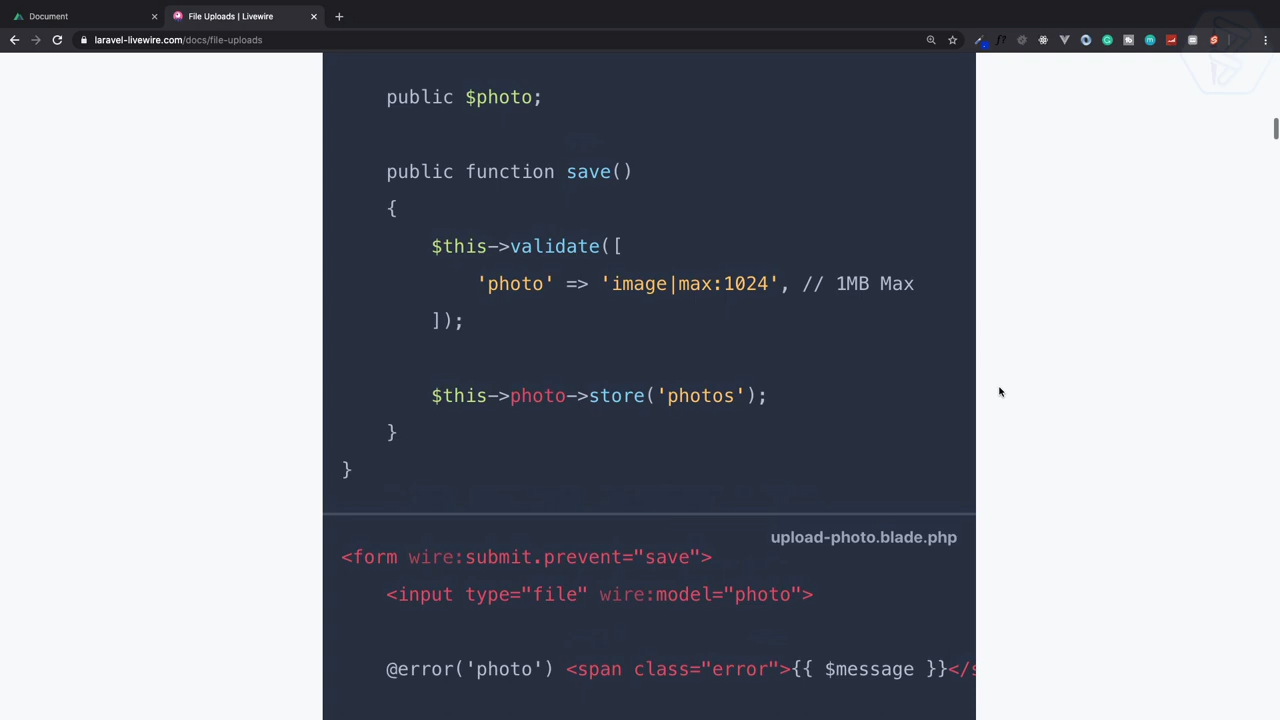 Document
File Uploads | Livewire
laravel-livewire.com/docs/file-uploads
public $photo;
public function save()
{
$this->validate([
'photo' => 'image|max:1024', // 1MB Max
]);
$this->photo->store('photos');
}
}
upload-photo.blade.php
<form wire:submit.prevent="save">
<input type="file" wire:model="photo">
@error('photo') <span class="error">{{ $message }}</s